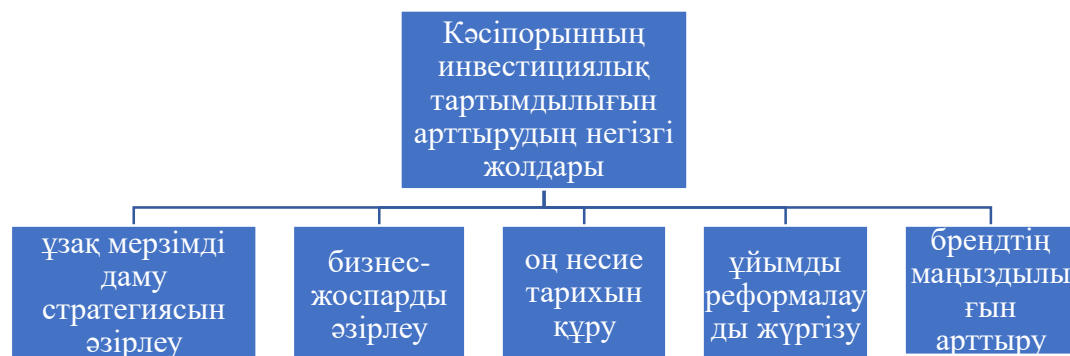 Кәсіпорынның
инвестициялық
тартымдылығын
арттырудың негізгі
жолдары
ұзақ мерзімді
даму
стратегиясын
әзірлеу
бизнес-
жоспарды
әзірлеу
оң несие
тарихын
құру
ұйымды
реформалау
ды жүргізу
брендтің
маңыздылы
ғын
арттыру